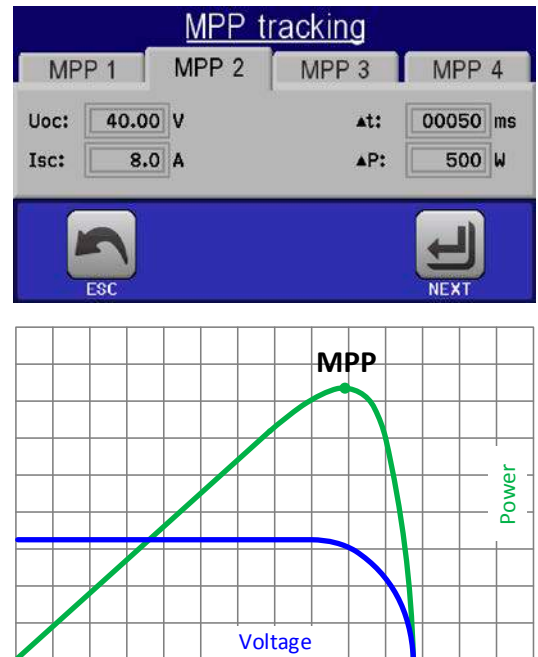 MPP tracking
MPP 1 MPP 2 MPP 3 MPP 4
Uoc: 40.00 V ▲t: 00050 ms
Isc: 8.0 A ▲P: 500 W
ESC NEXT
MPP
Power
Voltage